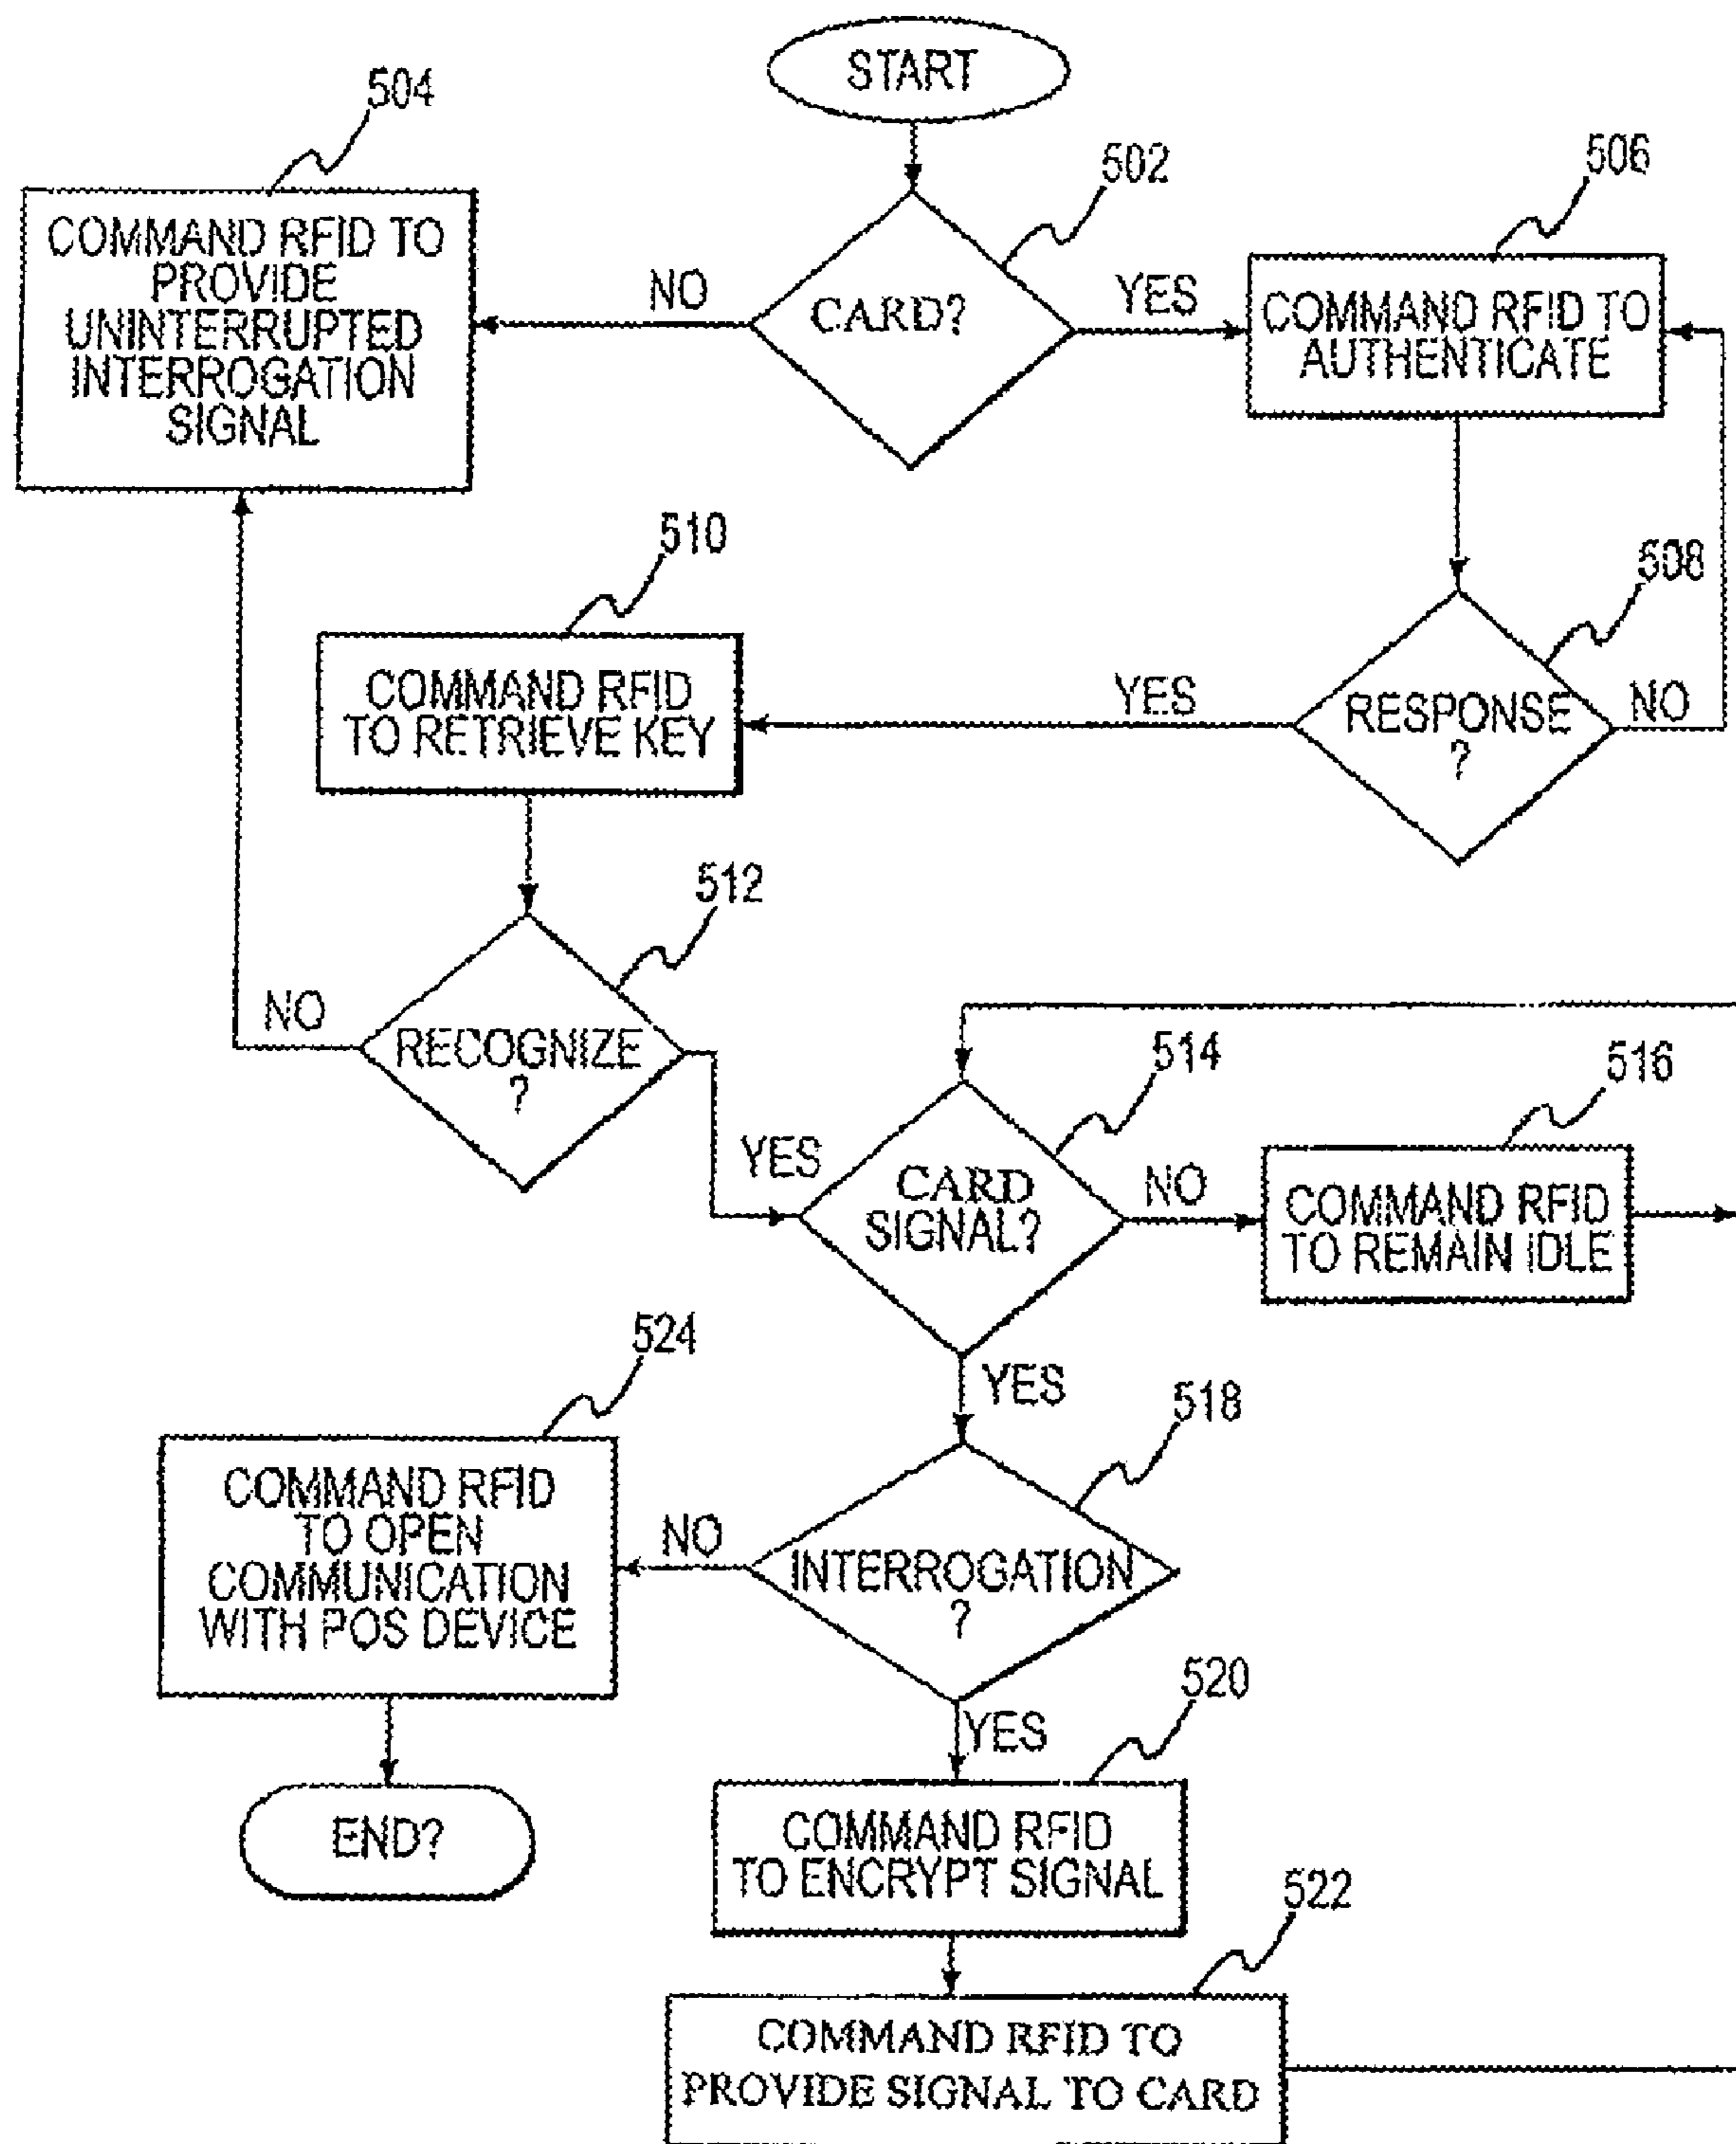 START
504
502
506
COMMAND RFID TO
PROVIDE
UNINTERRUPTED
INTERROGATION
SIGNAL
NO
CARD?
YES
COMMAND RFID TO
AUTHENTICATE
510
508
COMMAND RFID
TO RETRIEVE KEY
YES
RESPONSE
?
NO
512
NO
RECOGNIZE
?
514
516
YES
CARD
SIGNAL?
NO
COMMAND RFID
TO REMAIN IDLE
524
YES
518
COMMAND RFID
TO OPEN
COMMUNICATION
WITH POS DEVICE
NO
INTERROGATION
?
520
YES
END?
COMMAND RFID
TO ENCRYPT SIGNAL
522
COMMAND RFID TO
PROVIDE SIGNAL TO CARD